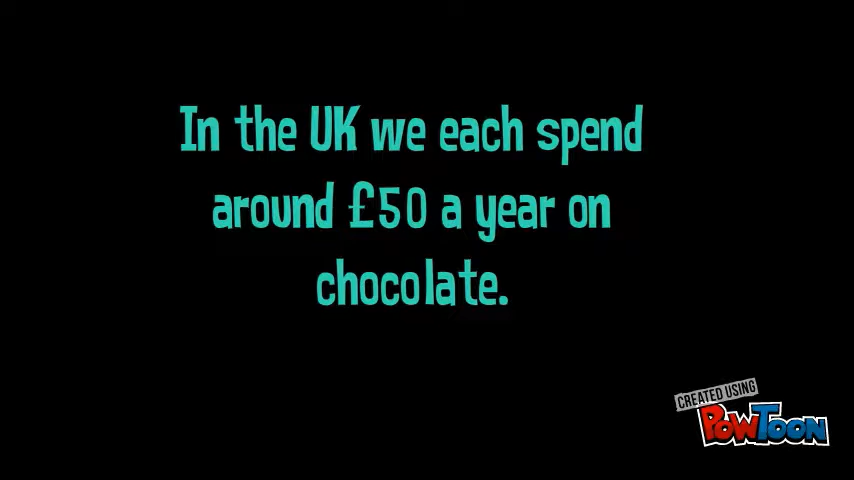 In the UK we each spend
around £50 a year on
chocolate.
CREATED USING
POWTOON